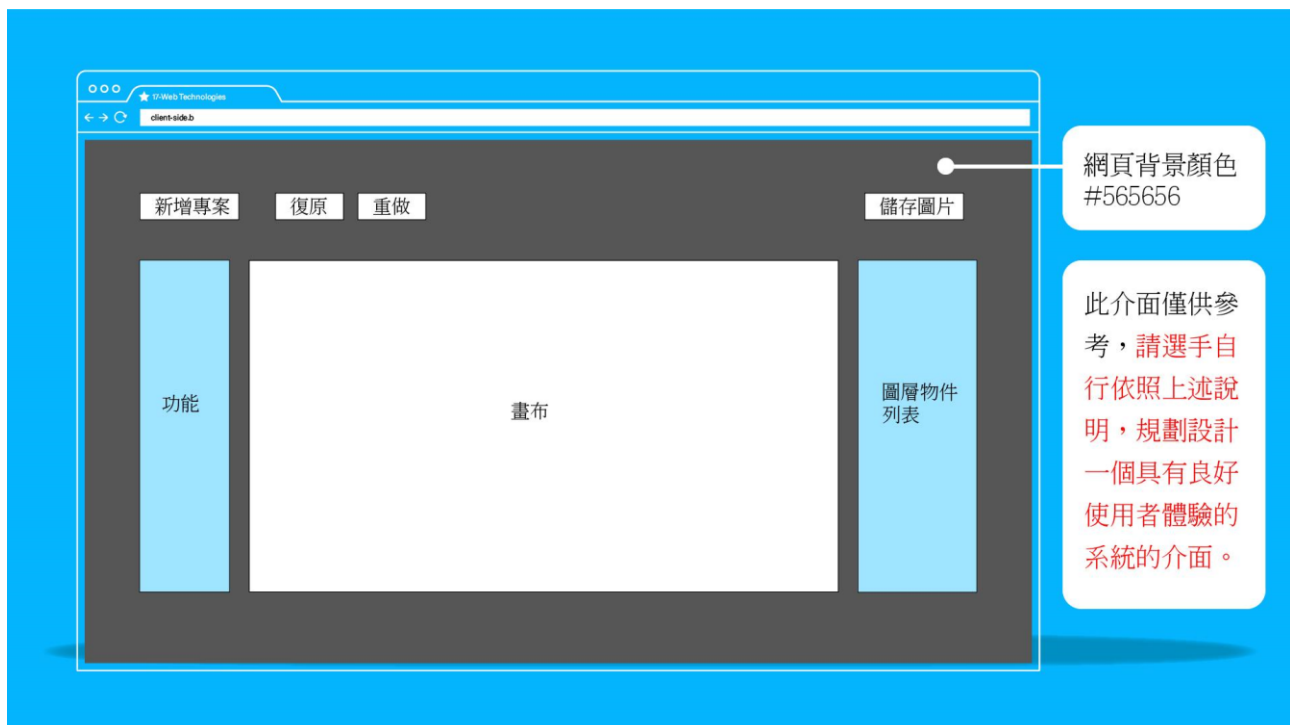 17-Web Technologies
client-side.b
新增專案
復原
重做
儲存圖片
功能
畫布
圖層物件
列表
網頁背景顏色
#565656
此介面僅供參
考，請選手自
行依照上述說
明，規劃設計
一個具有良好
使用者體驗的
系統的介面。